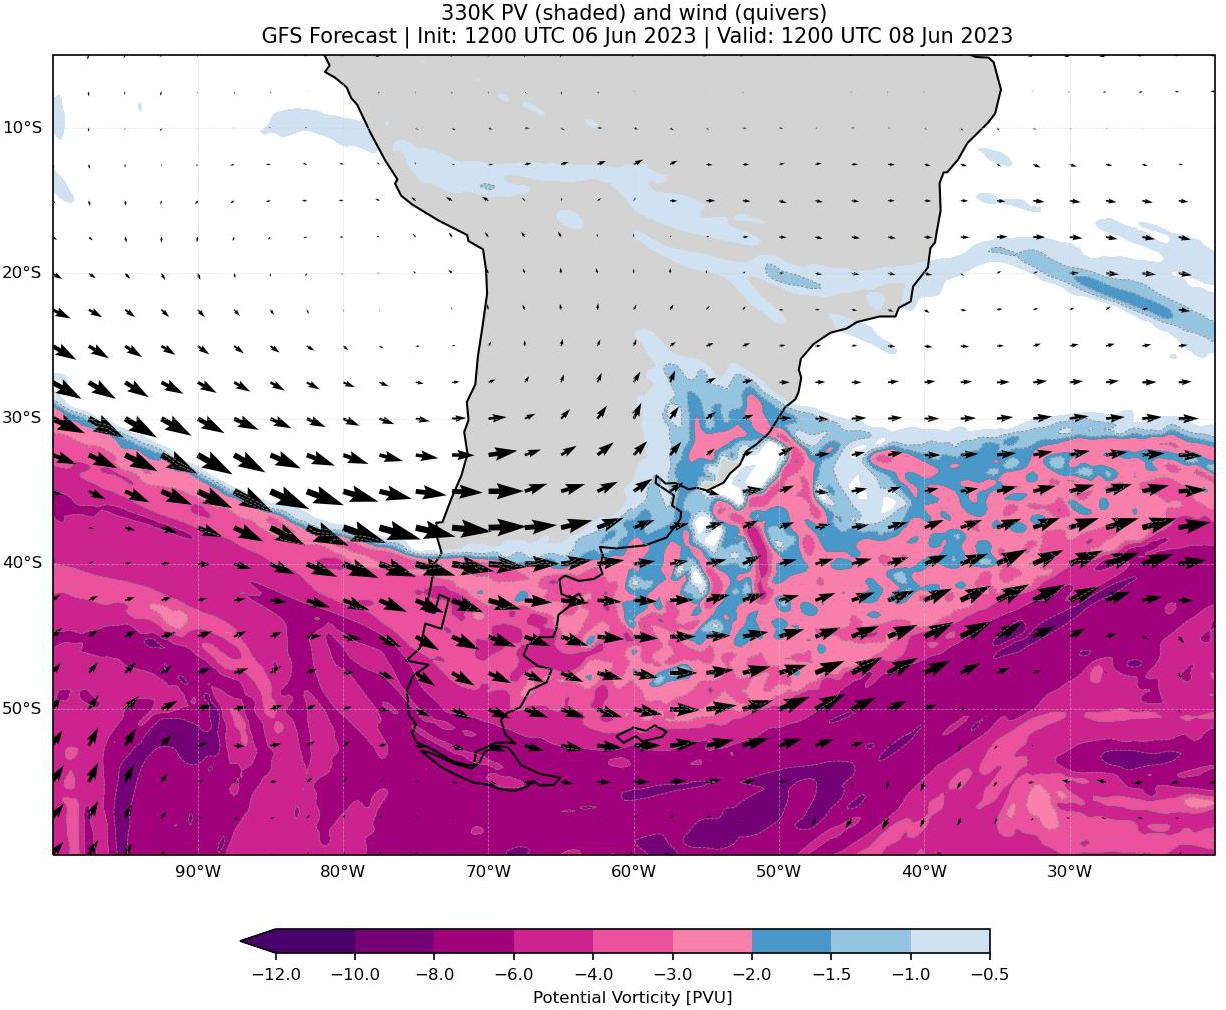 330K PV (shaded) and wind (quivers)
GFS Forecast | Init: 1200 UTC 06 Jun 2023 | Valid: 1200 UTC 08 Jun 2023
10°S
20°S
30°S
40°S
50°S
90°W 80°W 70°W 60°W 50°W 40°W 30°W
−12.0 −10.0 −8.0 −6.0 −4.0 −3.0 −2.0 −1.5 −1.0 −0.5
Potential Vorticity [PVU]